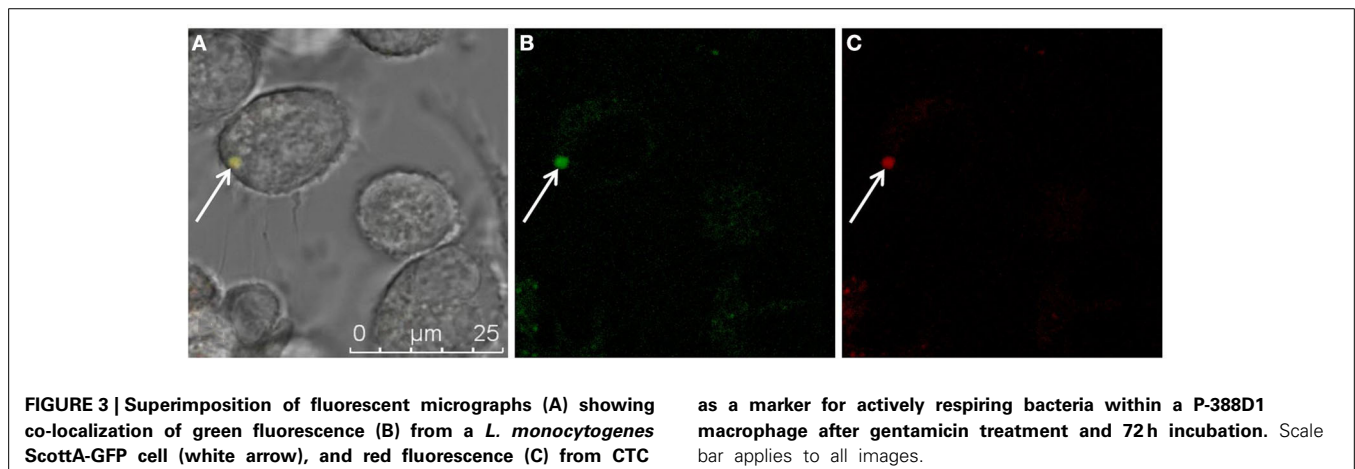 A
B
C
0 µm 25
FIGURE 3 | Superimposition of fluorescent micrographs (A) showing
co-localization of green fluorescence (B) from a L. monocytogenes
ScottA-GFP cell (white arrow), and red fluorescence (C) from CTC
as a marker for actively respiring bacteria within a P-388D1
macrophage after gentamicin treatment and 72 h incubation. Scale
bar applies to all images.